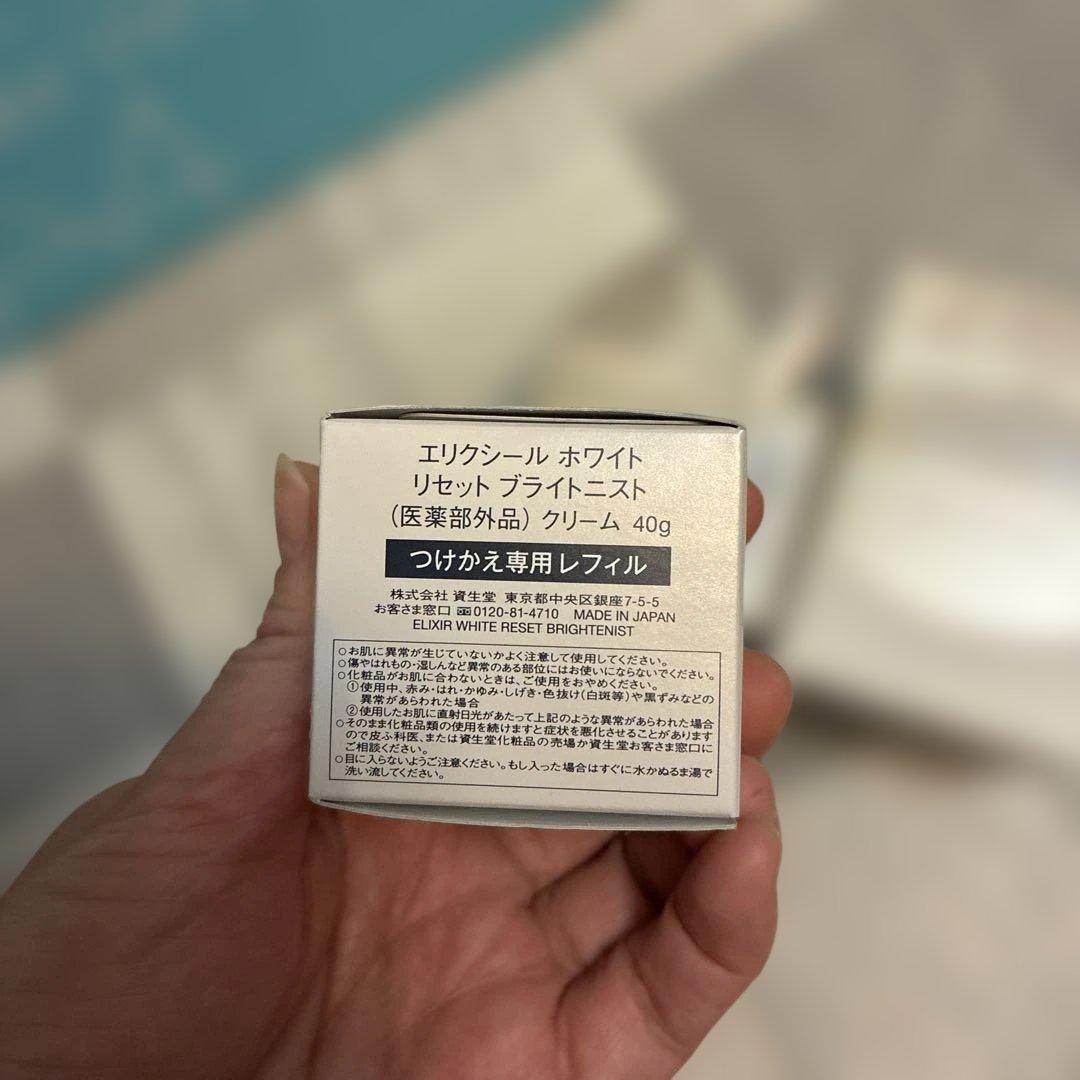 エリクシール ホワイト
リセット ブライトニスト
(医薬部外品) クリーム 40g
つけかえ専用レフィル
株式会社 資生堂 東京都中央区銀座7-5-5
お客さま窓口 0120-81-4710 MADE IN JAPAN
ELIXIR WHITE RESET BRIGHTENIST
○お肌に異常が生じていないかよく注意して使用してください。
○傷やはれもの・湿しんなど異常のある部位にはお使いにならないでください。
○化粧品がお肌に合わないときは、ご使用をおやめください。
①使用中、赤み・はれ・かゆみ・しげき・色抜け(白斑等)や黒ずみなどの
異常があらわれた場合
②使用したお肌に直射日光があたって上記のような異常があらわれた場合
○そのまま化粧品類の使用を続けますと症状を悪化させることがあります
ので皮ふ科医、または資生堂化粧品の売場か資生堂お客さま窓口に
ご相談ください。
○目に入らないようご注意ください。もし入った場合はすぐに水かぬるま湯で
洗い流してください。